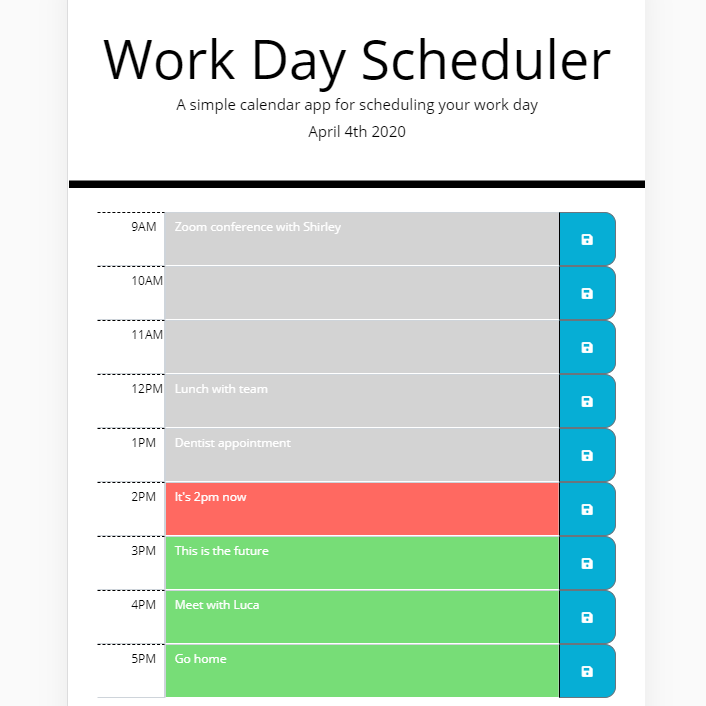 Work Day Scheduler
A simple calendar app for scheduling your work day
April 4th 2020
9AM Zoom conference with Shirley
10AM
11AM
12PM Lunch with team
1PM Dentist appointment
2PM It's 2pm now
3PM This is the future
4PM Meet with Luca
5PM Go home